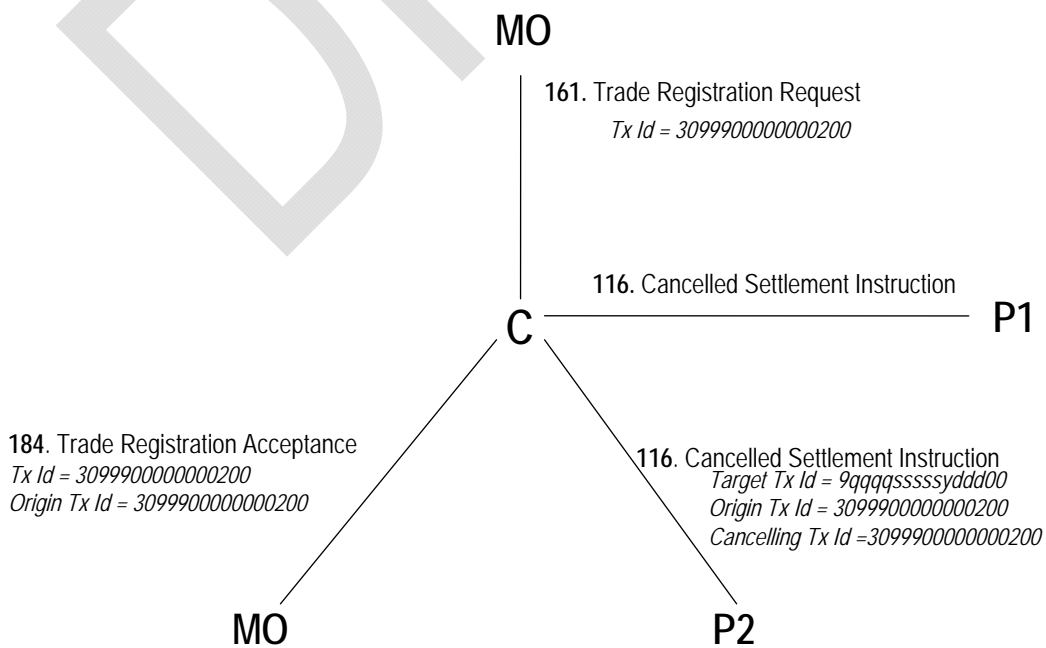 MO
161. Trade Registration Request
Tx Id = 3099900000000200
116. Cancelled Settlement Instruction
C
P1
184. Trade Registration Acceptance
Tx Id = 3099900000000200
Origin Tx Id = 3099900000000200
116. Cancelled Settlement Instruction
Target Tx Id = 9qqqqsssssyddd00
Origin Tx Id = 3099900000000200
Cancelling Tx Id =3099900000000200
MO
P2